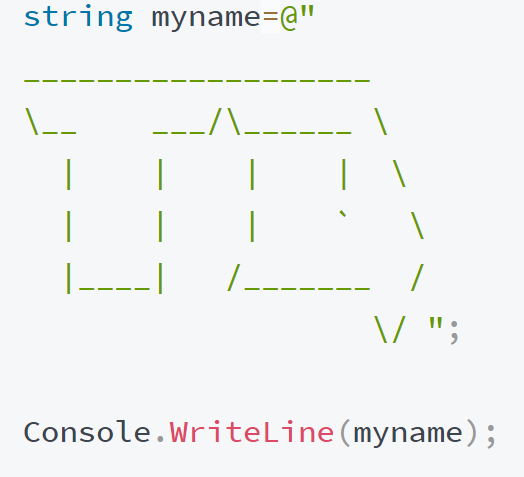 string myname=@"
___________________
\__    ___/\______ \
  |    |    |    |  \
  |    |    |    `   \
  |____|   /_______  /
                   \/ ";

Console.WriteLine(myname);